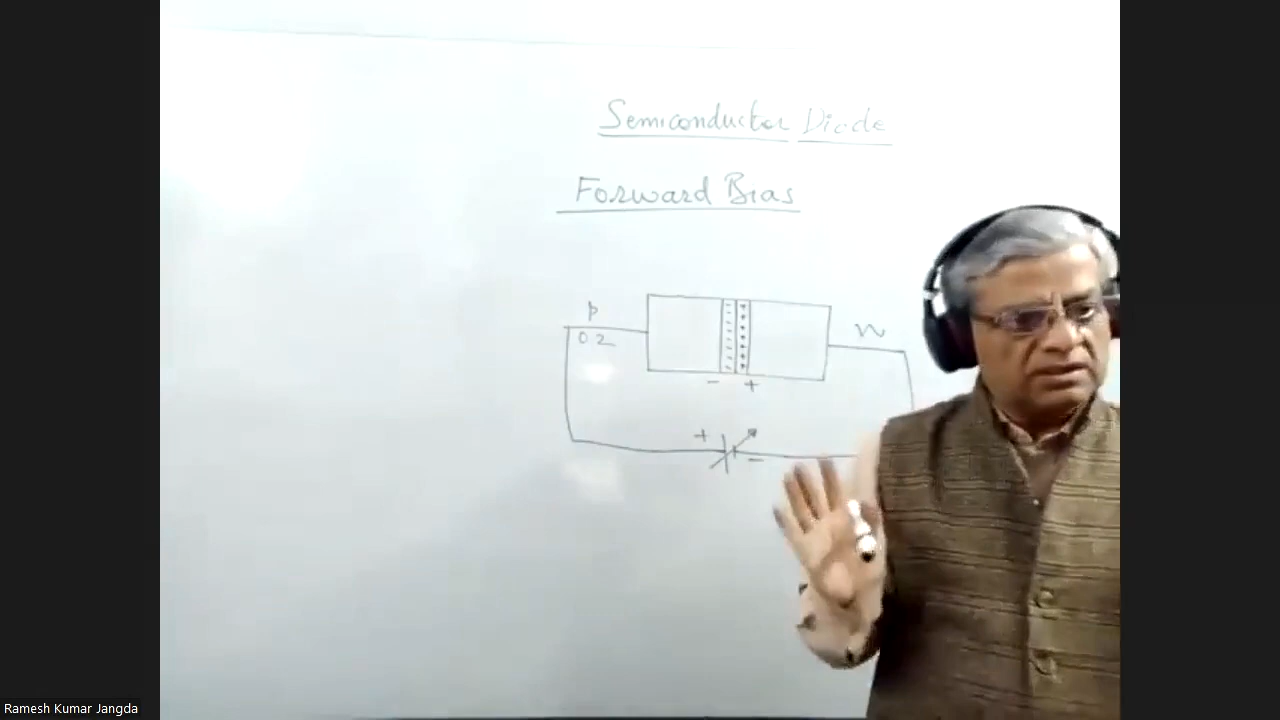 Semiconductor Diode
Forward Bias
p
0.2
N
- +
+
-
Ramesh Kumar Jangda